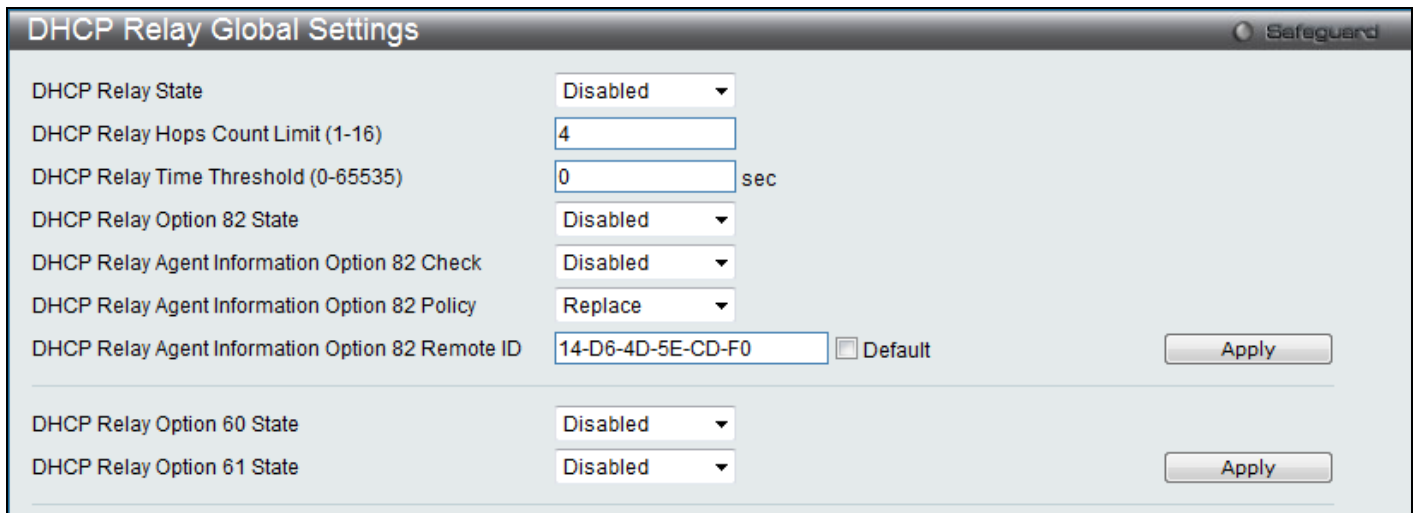 DHCP Relay Global Settings Safeguard
DHCP Relay State Disabled
DHCP Relay Hops Count Limit (1-16) 4
DHCP Relay Time Threshold (0-65535) 0 sec
DHCP Relay Option 82 State Disabled
DHCP Relay Agent Information Option 82 Check Disabled
DHCP Relay Agent Information Option 82 Policy Replace
DHCP Relay Agent Information Option 82 Remote ID 14-D6-4D-5E-CD-F0 Default Apply
DHCP Relay Option 60 State Disabled
DHCP Relay Option 61 State Disabled Apply